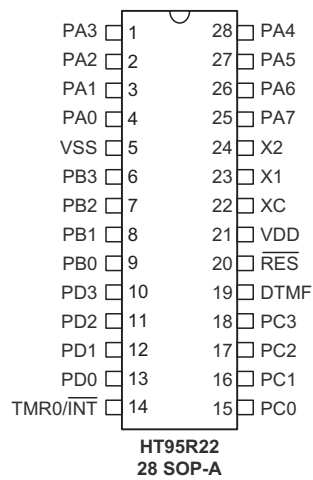 PA3 1 28 PA4
PA2 2 27 PA5
PA1 3 26 PA6
PA0 4 25 PA7
VSS 5 24 X2
PB3 6 23 X1
PB2 7 22 XC
PB1 8 21 VDD
PB0 9 20 RES
PD3 10 19 DTMF
PD2 11 18 PC3
PD1 12 17 PC2
PD0 13 16 PC1
TMR0/INT 14 15 PC0
HT95R22
28 SOP-A